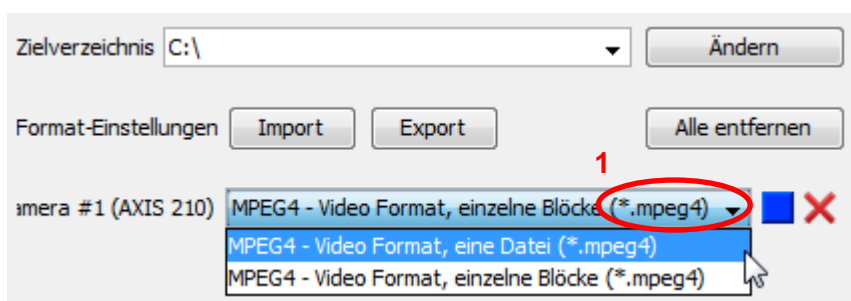 Zielverzeichnis C:\ Ändern
Format-Einstellungen Import Export Alle entfernen
1
amera #1 (AXIS 210) MPEG4 - Video Format, einzelne Blöcke (*.mpeg4)
MPEG4 - Video Format, eine Datei (*.mpeg4)
MPEG4 - Video Format, einzelne Blöcke (*.mpeg4)